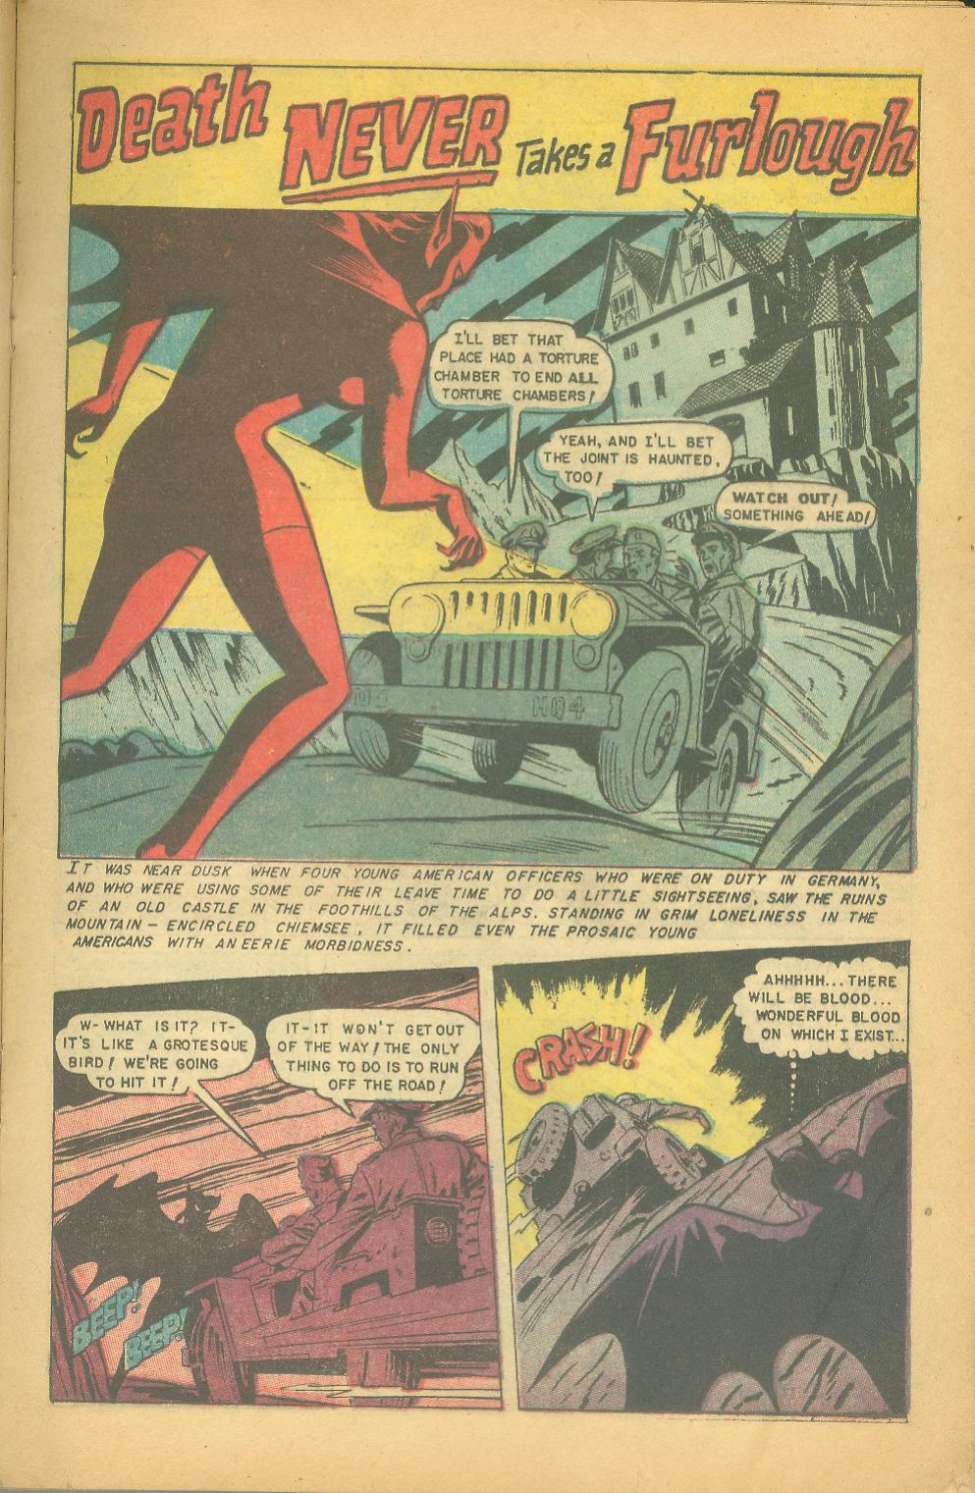 Death NEVER Takes a Furlough
I'LL BET THAT
PLACE HAD A TORTURE
CHAMBER TO END ALL
TORTURE CHAMBERS!
YEAH, AND I'LL BET
THE JOINT IS HAUNTED,
TOO!
WATCH OUT!
SOMETHING AHEAD!
HQ4
IT WAS NEAR DUSK WHEN FOUR YOUNG AMERICAN OFFICERS WHO WERE ON DUTY IN GERMANY,
AND WHO WERE USING SOME OF THEIR LEAVE TIME TO DO A LITTLE SIGHTSEEING, SAW THE RUINS
OF AN OLD CASTLE IN THE FOOTHILLS OF THE ALPS. STANDING IN GRIM LONELINESS IN THE
MOUNTAIN-ENCIRCLED CHIEMSEE, IT FILLED EVEN THE PROSAIC YOUNG
AMERICANS WITH AN EERIE MORBIDNESS.
W-WHAT IS IT? IT-
IT'S LIKE A GROTESQUE
BIRD! WE'RE GOING
TO HIT IT!
IT-IT WON'T GET OUT
OF THE WAY! THE ONLY
THING TO DO IS TO RUN
OFF THE ROAD!
BEEP!
BEEP!
CRASH!
AHHHHH...THERE
WILL BE BLOOD...
WONDERFUL BLOOD
ON WHICH I EXIST...